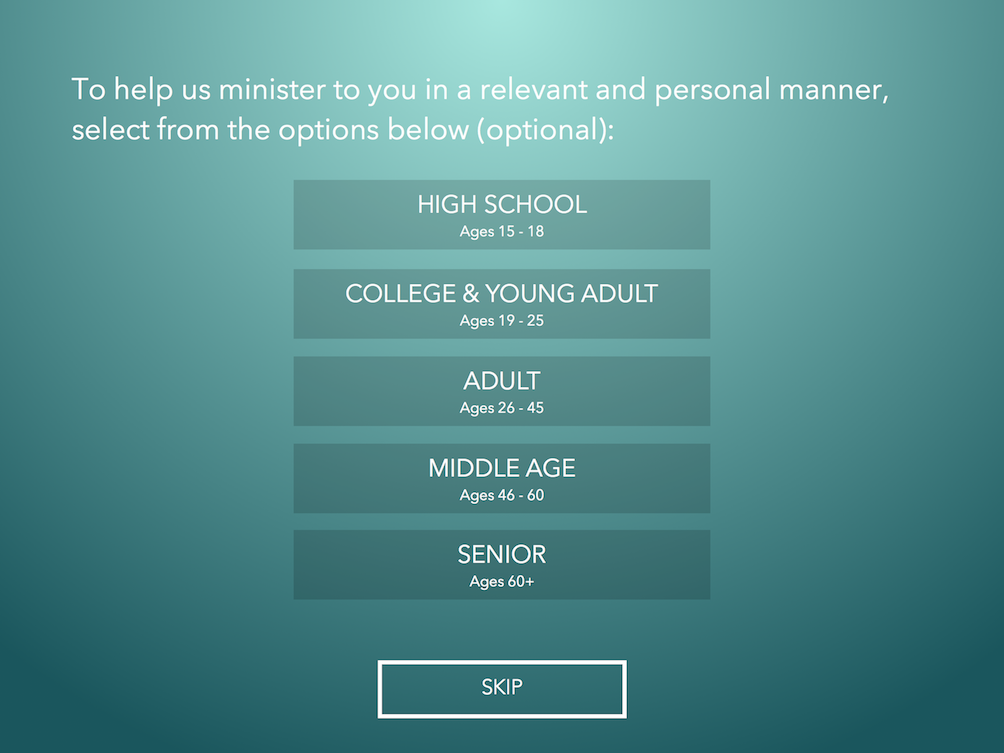 To help us minister to you in a relevant and personal manner,
select from the options below (optional):
HIGH SCHOOL
Ages 15 - 18
COLLEGE & YOUNG ADULT
Ages 19 - 25
ADULT
Ages 26 - 45
MIDDLE AGE
Ages 46 - 60
SENIOR
Ages 60+
SKIP